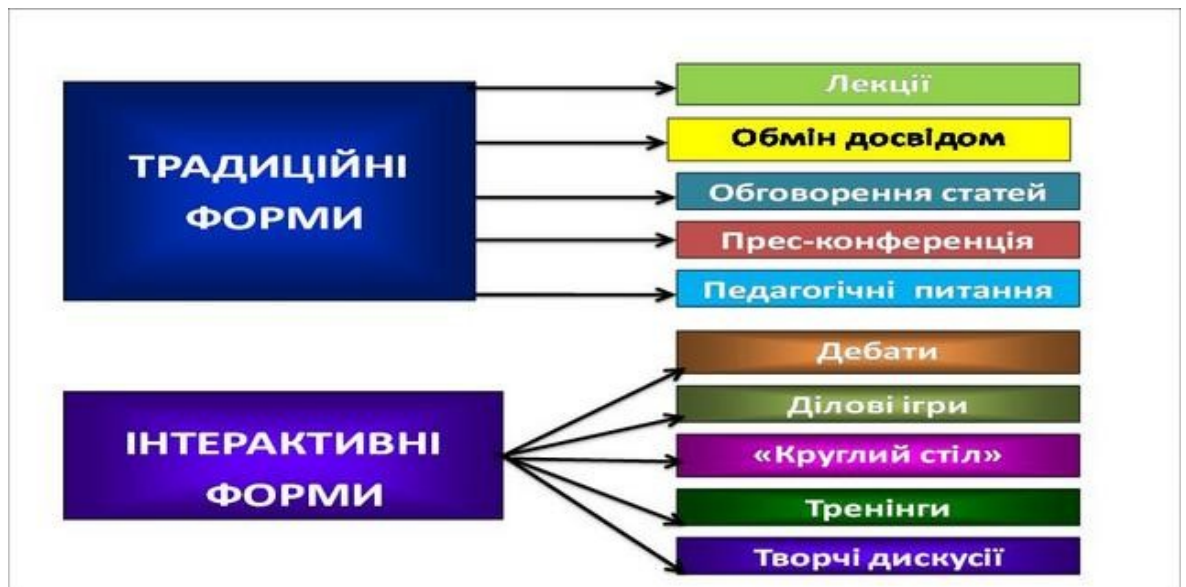 ТРАДИЦІЙНІ
ФОРМИ
Лекції
Обмін досвідом
Обговорення статей
Прес-конференція
Педагогічні питання
ІНТЕРАКТИВНІ
ФОРМИ
Дебати
Ділові ігри
«Круглий стіл»
Тренінги
Творчі дискусії